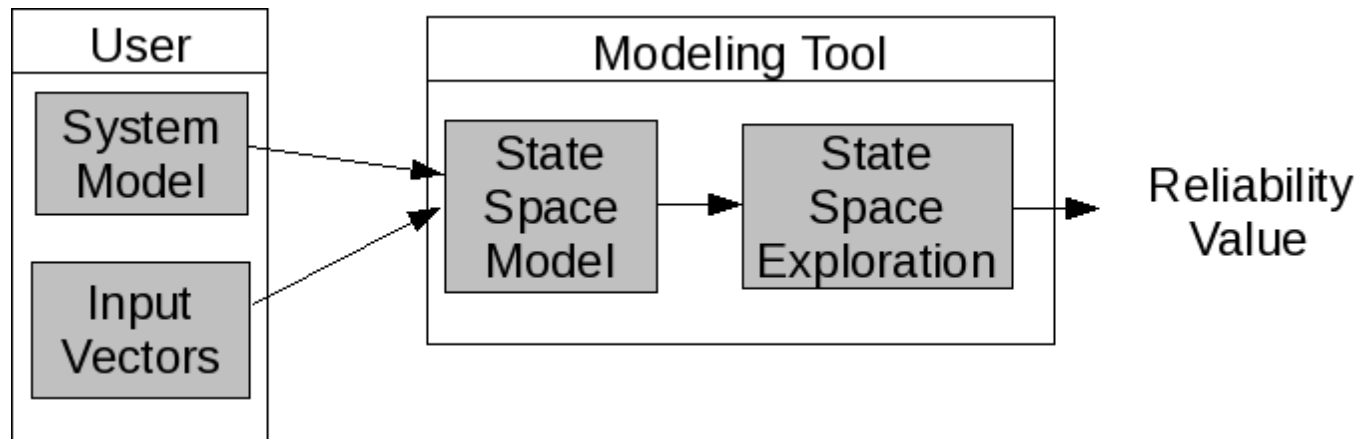 User
System
Model
Input
Vectors
Modeling Tool
State
Space
Model
State
Space
Exploration
Reliability
Value